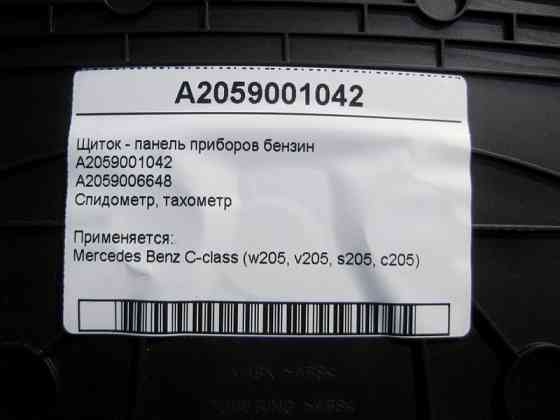 A2059001042
Щиток - панель приборов бензин
A2059001042
A2059006648
Спидометр, тахометр
Применяется:
Mercedes Benz C-class (w205, v205, s205, c205)